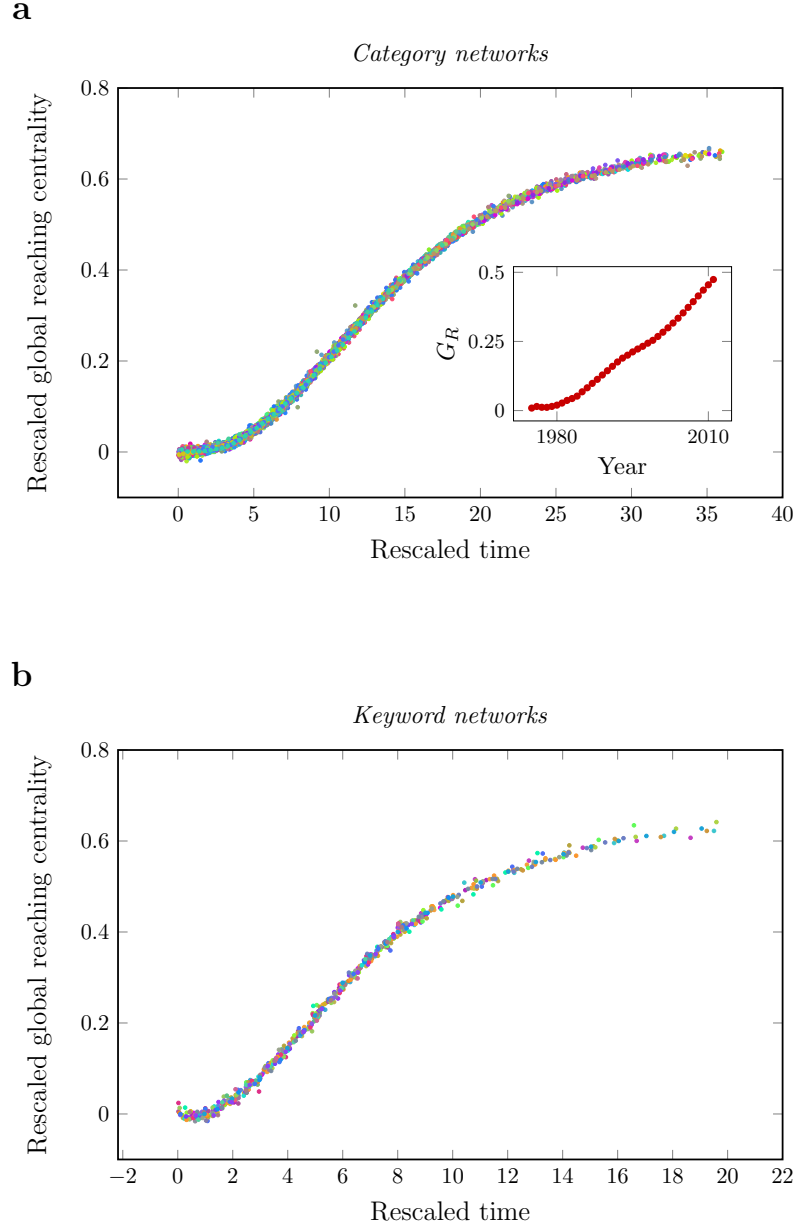 a
Category networks
Rescaled global reaching centrality
0.8
0.6
0.4
0.2
0
0 5 10 15 20 25 30 35 40
Rescaled time
G_R
0.5
0.25
0
1980 2010
Year
b
Keyword networks
Rescaled global reaching centrality
0.8
0.6
0.4
0.2
0
−2 0 2 4 6 8 10 12 14 16 18 20 22
Rescaled time